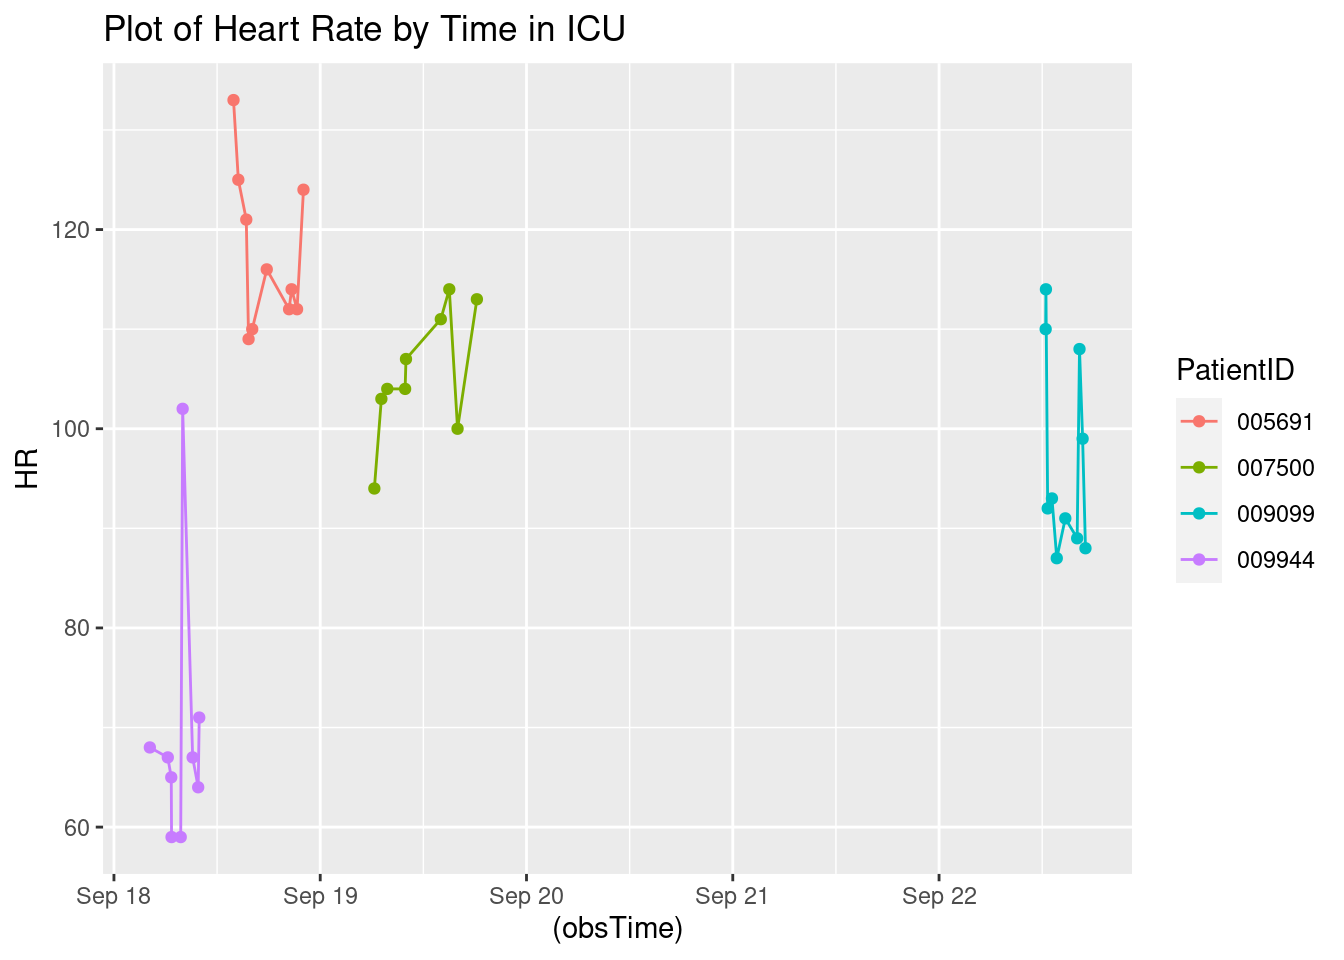 Plot of Heart Rate by Time in ICU
HR
120
100
80
60
Sep 18
Sep 19
Sep 20
Sep 21
Sep 22
(obsTime)
PatientID
005691
007500
009099
009944